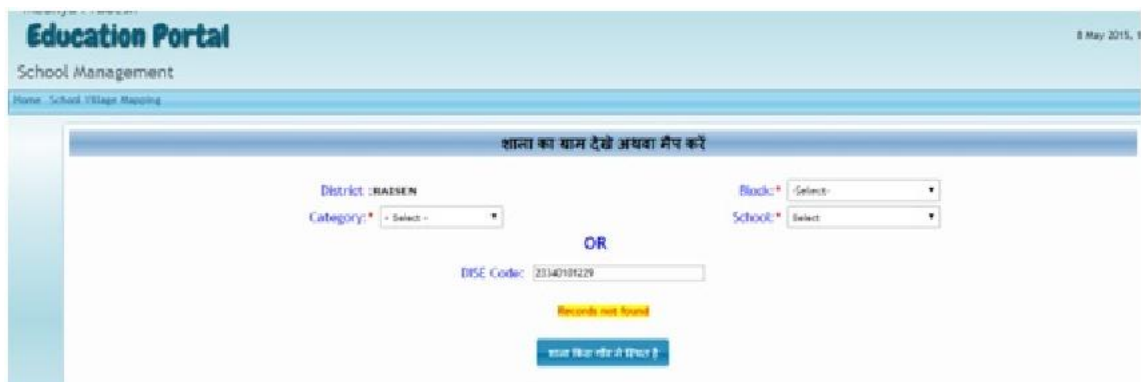 Education Portal
8 May 2015,
School Management
Home School Village Mapping
शाला का ग्राम देखे अथवा मैप करें
District :RAISEN Block:* -Select-
Category:* - Select - School:* Select
OR
DISE Code: 23340101229
Records not found
शाला किस गाँव मे स्थित है